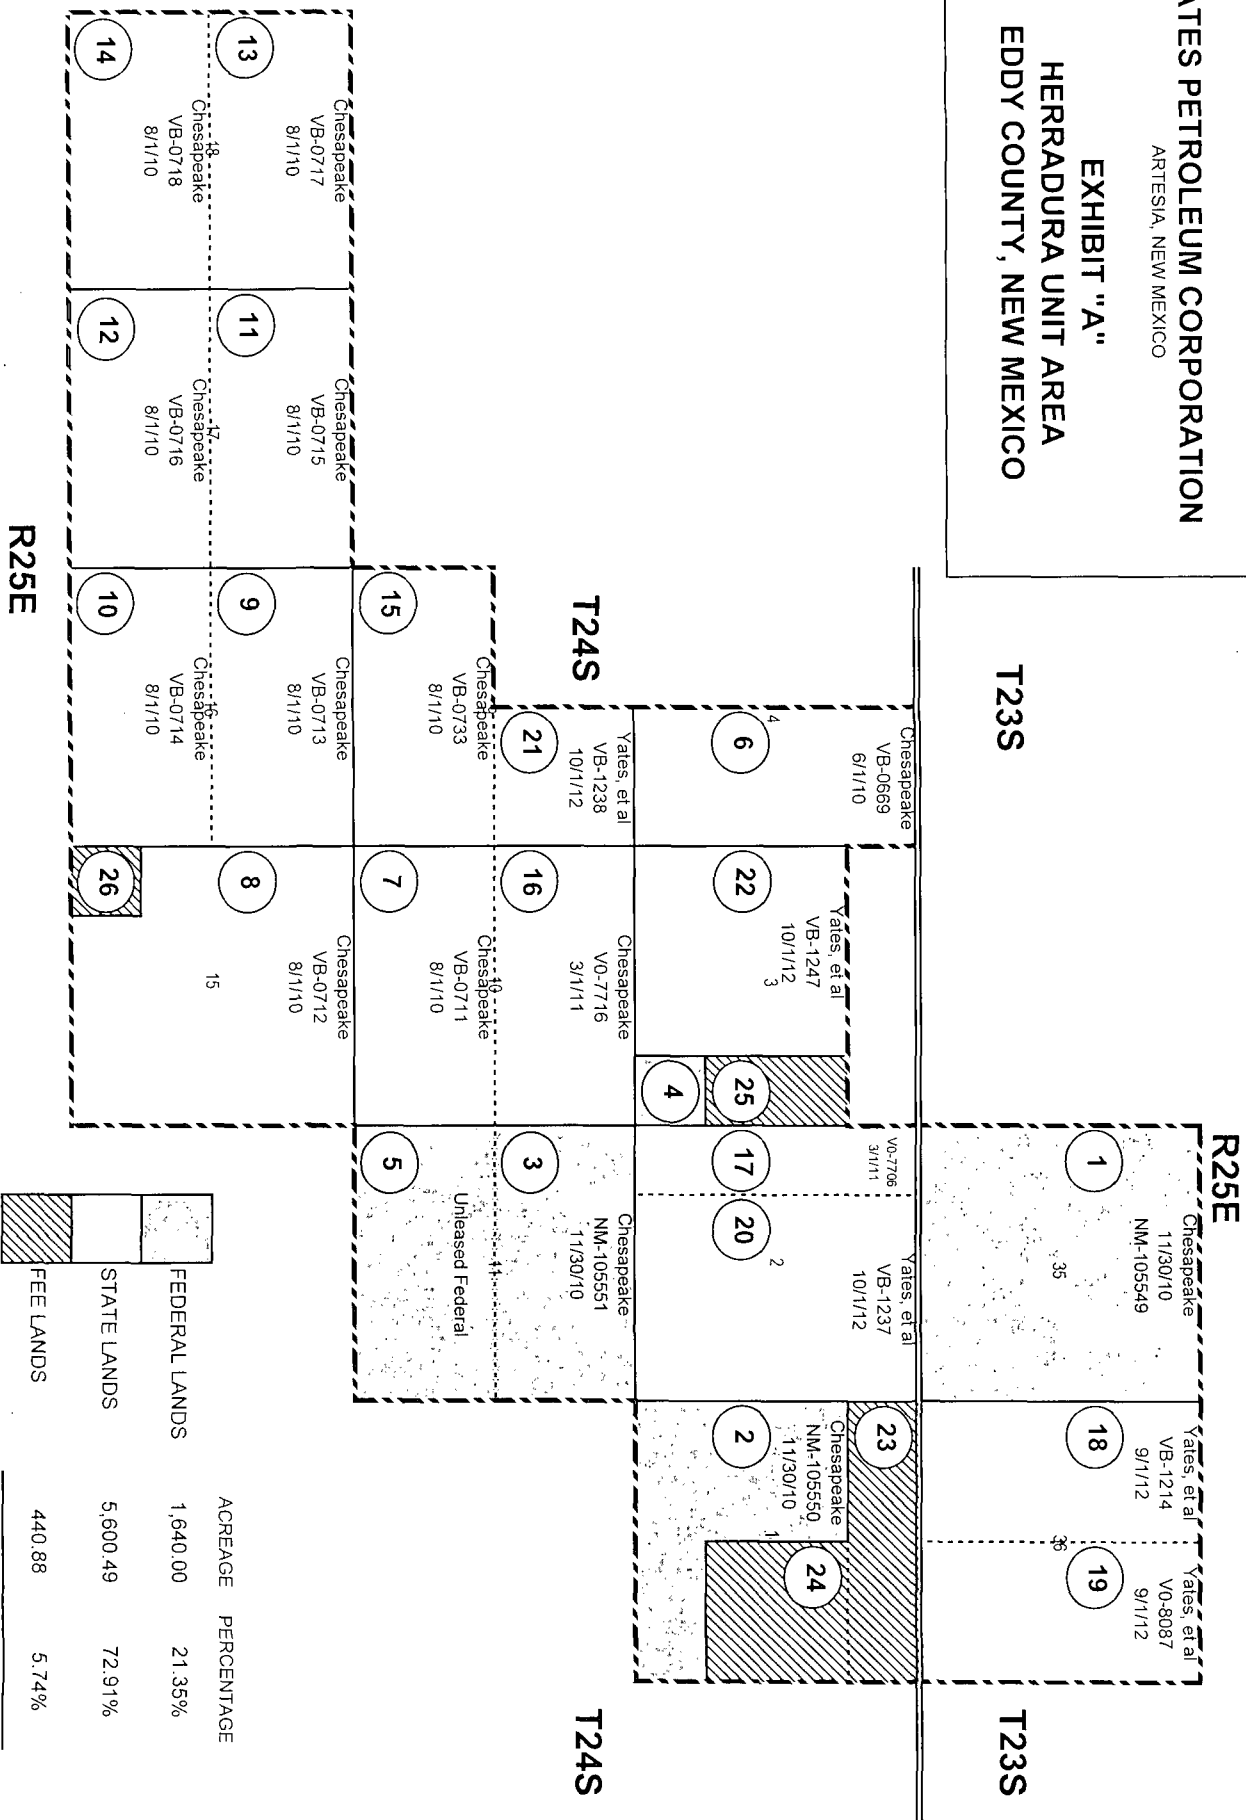 ATES PETROLEUM CORPORATION
ARTESIA, NEW MEXICO
EXHIBIT "A"
HERRADURA UNIT AREA
EDDY COUNTY, NEW MEXICO
R25E
T23S
T23S
T24S
T24S
R25E
1
Chesapeake
11/30/10
NM-105549
35
18
Yates, et al
VB-1214
9/1/12
36
19
Yates, et al
V0-8087
9/1/12
6
4
Chesapeake
VB-0669
6/1/10
22
Yates, et al
VB-1247
10/1/12
3
25
4
17
V0-7706
3/1/11
20
2
Yates, et al
VB-1237
10/1/12
23
2
Chesapeake
NM-105550
11/30/10
1
24
21
Yates, et al
VB-1238
10/1/12
16
Chesapeake
V0-7716
3/1/11
3
Chesapeake
NM-105551
11/30/10
15
Chesapeake
VB-0733
8/1/10
9
7
Chesapeake
VB-0711
8/1/10
10
5
Unleased Federal
11
13
Chesapeake
VB-0717
8/1/10
11
Chesapeake
VB-0715
8/1/10
9
Chesapeake
VB-0713
8/1/10
8
Chesapeake
VB-0712
8/1/10
14
18
Chesapeake
VB-0718
8/1/10
12
17
Chesapeake
VB-0716
8/1/10
10
16
Chesapeake
VB-0714
8/1/10
15
26
ACREAGE PERCENTAGE
FEDERAL LANDS 1,640.00 21.35%
STATE LANDS 5,600.49 72.91%
FEE LANDS 440.88 5.74%